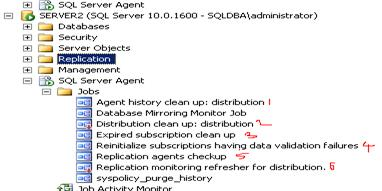 SQL Server Agent
SERVER2 (SQL Server 10.0.1600 - SQLDBA\administrator)
Databases
Security
Server Objects
Replication
Management
SQL Server Agent
Jobs
Agent history clean up: distribution 1
Database Mirroring Monitor Job
Distribution clean up: distribution 2
Expired subscription clean up 3
Reinitialize subscriptions having data validation failures 4
Replication agents checkup 5
Replication monitoring refresher for distribution. 6
syspolicy_purge_history
Job Activity Monitor